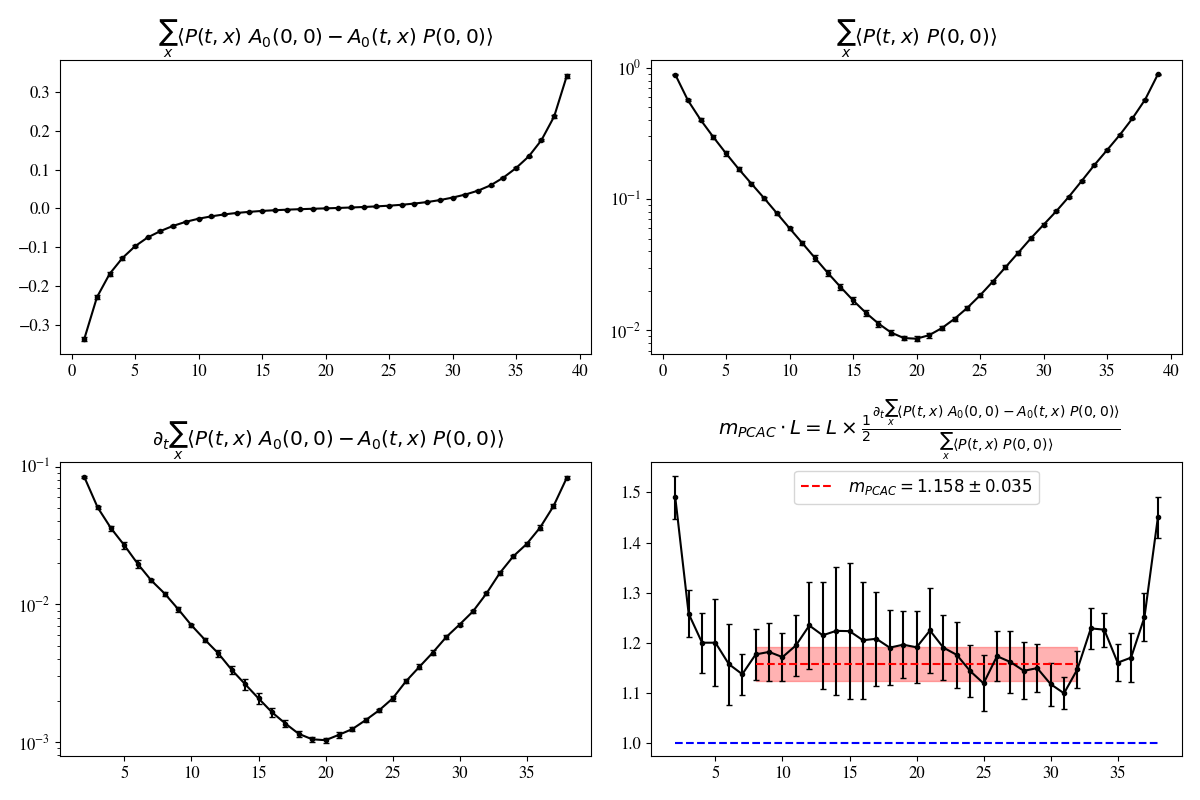 ∑ₓ⟨P(t, x) A₀(0, 0) − A₀(t, x) P(0, 0)⟩
0.3
0.2
0.1
0.0
−0.1
−0.2
−0.3
0 5 10 15 20 25 30 35 40
∑ₓ⟨P(t, x) P(0, 0)⟩
10⁰
10⁻¹
10⁻²
0 5 10 15 20 25 30 35 40
∂ₜ∑ₓ⟨P(t, x) A₀(0, 0) − A₀(t, x) P(0, 0)⟩
10⁻¹
10⁻²
10⁻³
5 10 15 20 25 30 35
m_PCAC · L = L × 1/2 ∂ₜ∑ₓ⟨P(t, x) A₀(0, 0) − A₀(t, x) P(0, 0)⟩ / ∑ₓ⟨P(t, x) P(0, 0)⟩
m_PCAC = 1.158 ± 0.035
1.5
1.4
1.3
1.2
1.1
1.0
5 10 15 20 25 30 35